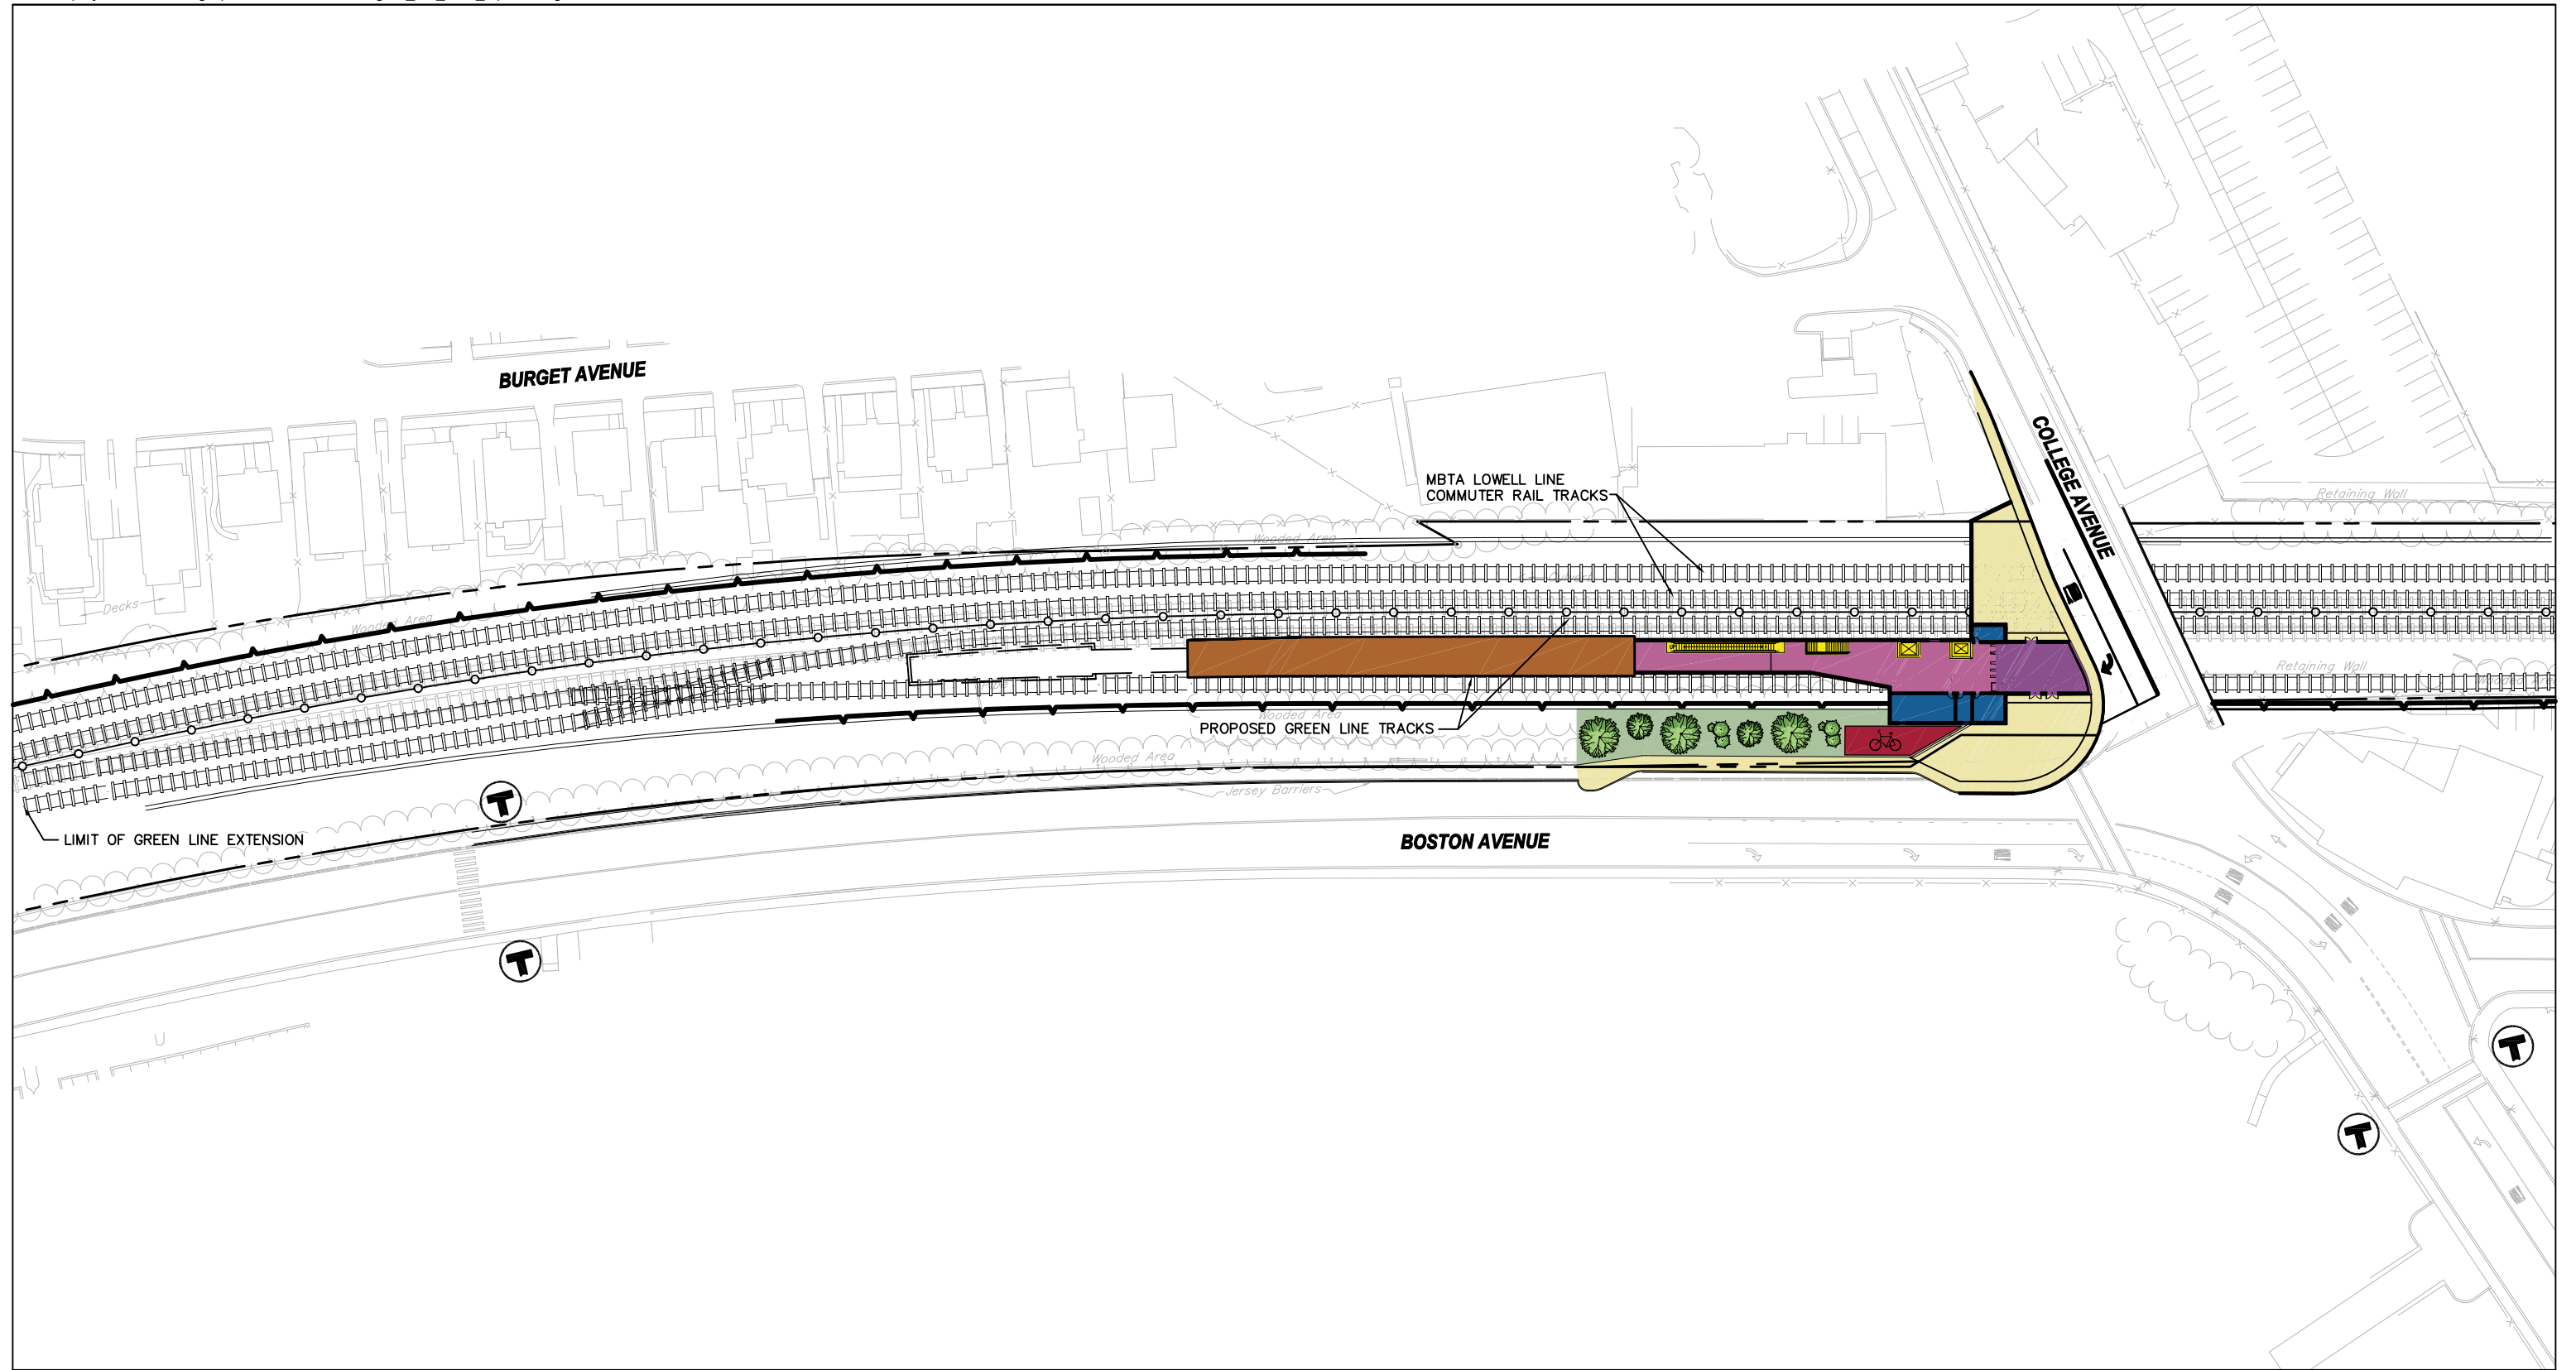 BURGET AVENUE
COLLEGE AVENUE
MBTA LOWELL LINE
COMMUTER RAIL TRACKS
Retaining Wall
Wooded Area
Decks
Wooded Area
Retaining Wall
Wooded Area
PROPOSED GREEN LINE TRACKS
Wooded Area
Jersey Barriers
LIMIT OF GREEN LINE EXTENSION
BOSTON AVENUE
T
T
T
T